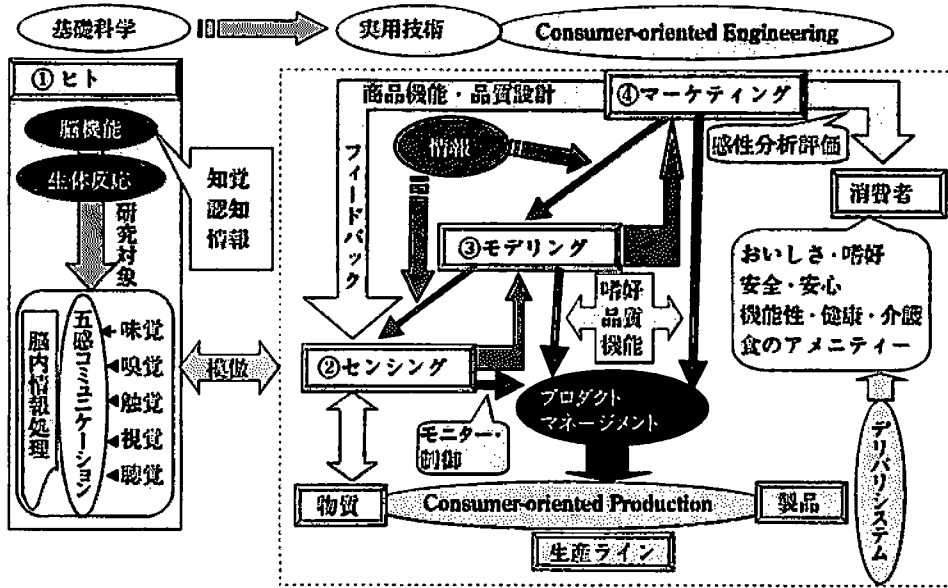 基礎科学
実用技術
Consumer-oriented Engineering
①ヒト
脳機能
生体反応
知覚
認知
情報
研究対象
五感コミュニケーション
脳内情報処理
味覚
嗅覚
触覚
視覚
聴覚
模倣
商品機能・品質設計
④マーケティング
感性分析評価
フィードバック
情報
消費者
③モデリング
おいしさ・嗜好
安全・安心
機能性・健康・介護
食のアメニティー
嗜好
品質
機能
②センシング
プロダクト
マネージメント
モニター・
制御
デリバリシステム
物質
Consumer-oriented Production
製品
生産ライン